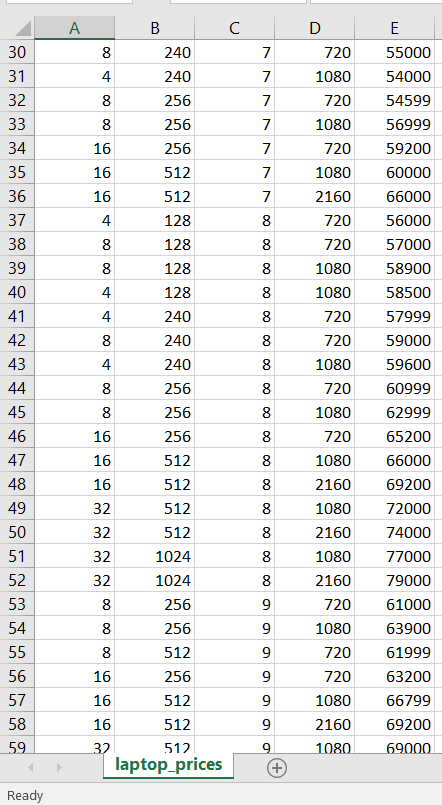 A B C D E
30 8 240 7 720 55000
31 4 240 7 1080 54000
32 8 256 7 720 54599
33 8 256 7 1080 56999
34 16 256 7 720 59200
35 16 512 7 1080 60000
36 16 512 7 2160 66000
37 4 128 8 720 56000
38 8 128 8 720 57000
39 8 128 8 1080 58900
40 4 128 8 1080 58500
41 4 240 8 720 57999
42 8 240 8 720 59000
43 4 240 8 1080 59600
44 8 256 8 720 60999
45 8 256 8 1080 62999
46 16 256 8 720 65200
47 16 512 8 1080 66000
48 16 512 8 2160 69200
49 32 512 8 1080 72000
50 32 512 8 2160 74000
51 32 1024 8 1080 77000
52 32 1024 8 2160 79000
53 8 256 9 720 61000
54 8 256 9 1080 63900
55 8 512 9 720 61999
56 16 256 9 720 63200
57 16 512 9 1080 66799
58 16 512 9 2160 69200
59 32 512 9 1080 69000
laptop_prices
Ready